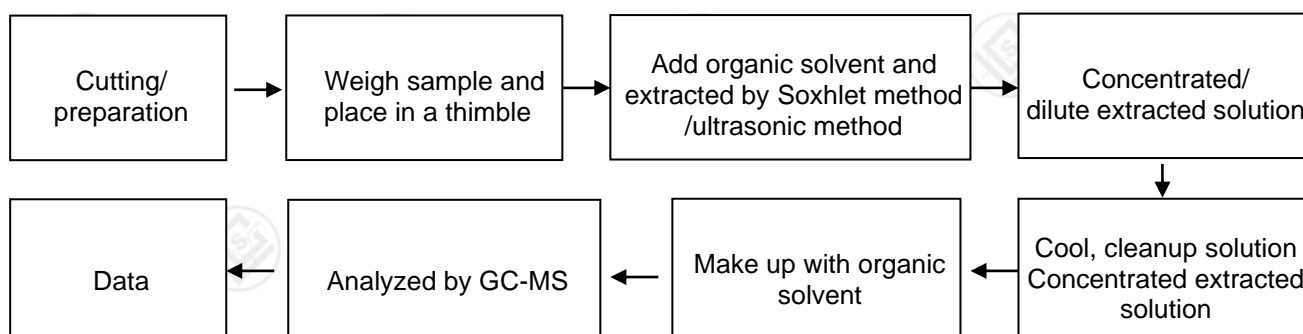 Cutting/
preparation
Weigh sample and
place in a thimble
Add organic solvent and
extracted by Soxhlet method
/ultrasonic method
Concentrated/
dilute extracted solution
Cool, cleanup solution
Concentrated extracted
solution
Make up with organic
solvent
Analyzed by GC-MS
Data